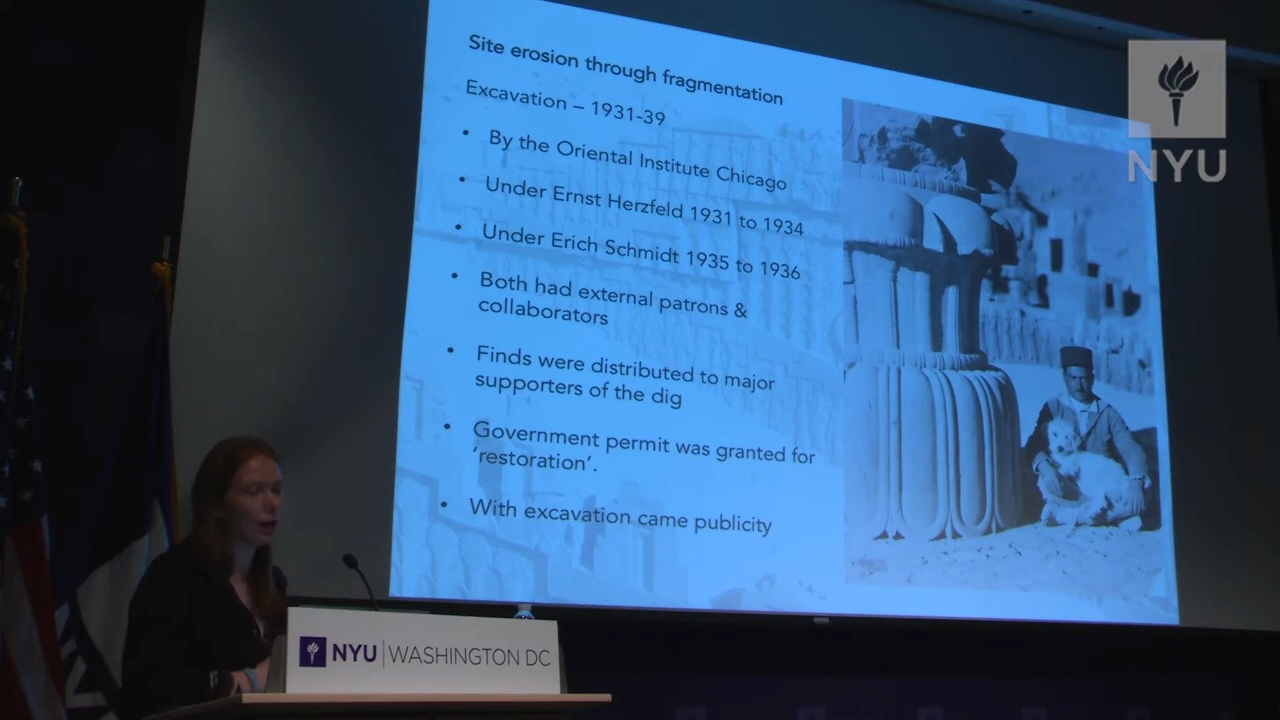 Site erosion through fragmentation
Excavation – 1931-39
• By the Oriental Institute Chicago
• Under Ernst Herzfeld 1931 to 1934
• Under Erich Schmidt 1935 to 1936
• Both had external patrons &
collaborators
• Finds were distributed to major
supporters of the dig
• Government permit was granted for
‘restoration’.
• With excavation came publicity
NYU
NYU | WASHINGTON DC